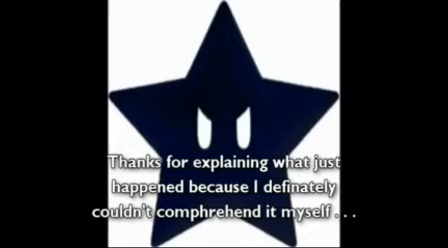 Thanks for explaining what just
happened because I definately
couldn't comphrehend it myself . . .